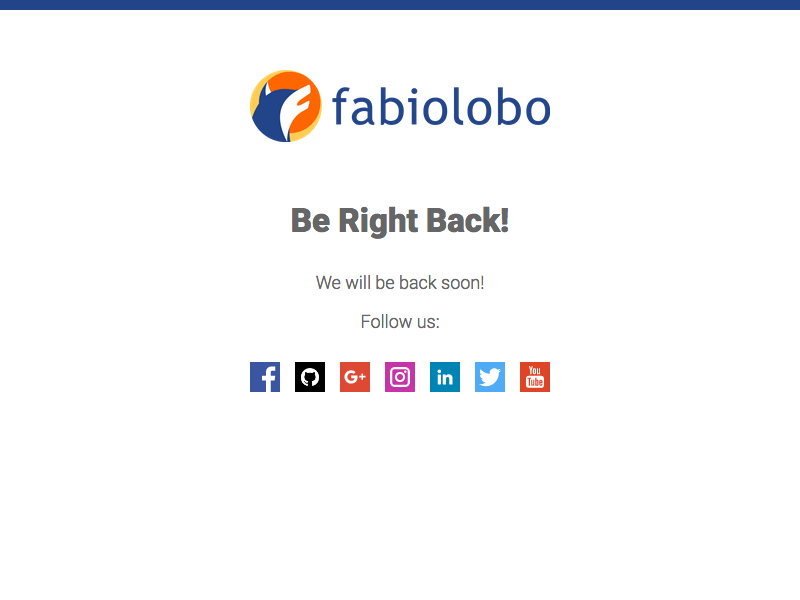 fabiolobo
Be Right Back!
We will be back soon!
Follow us:
f G+ in You Tube